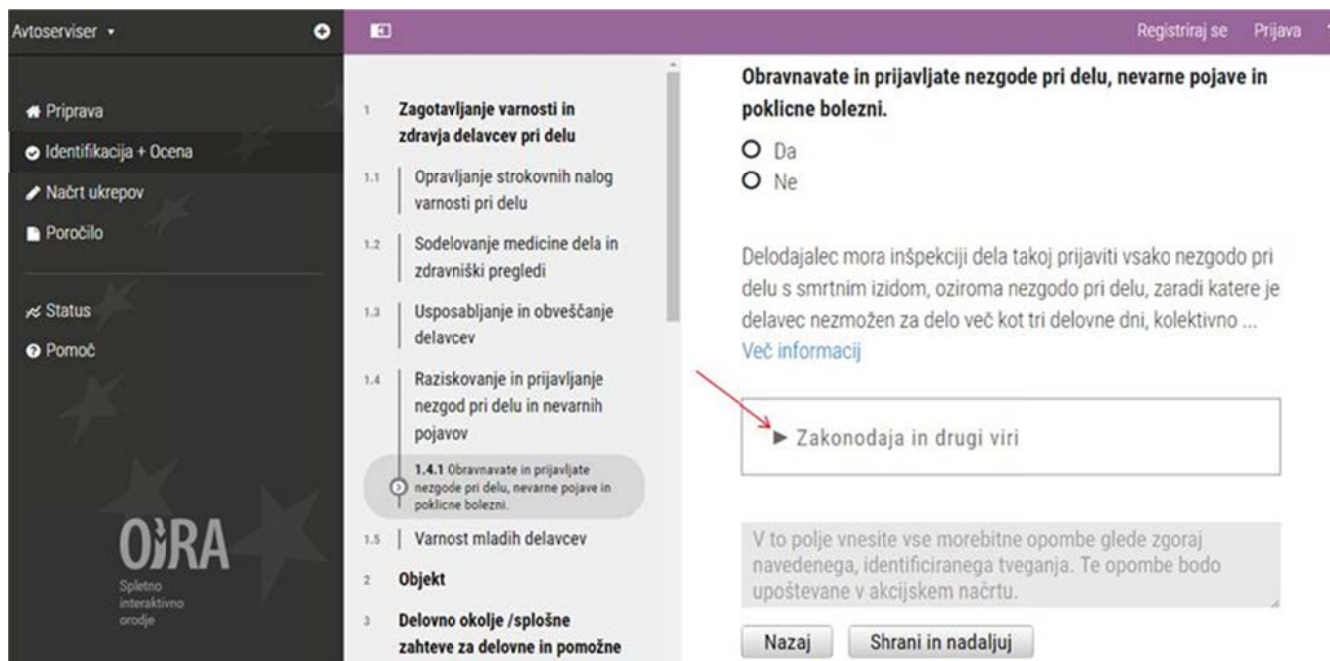 Avtoserviser
Registriraj se Prijava
Priprava
Identifikacija + Ocena
Načrt ukrepov
Poročilo
Status
Pomoč
OiRA
Spletno
interaktivno
orodje
1 Zagotavljanje varnosti in
zdravja delavcev pri delu
1.1 Opravljanje strokovnih nalog
varnosti pri delu
1.2 Sodelovanje medicine dela in
zdravniški pregledi
1.3 Usposabljanje in obveščanje
delavcev
1.4 Raziskovanje in prijavljanje
nezgod pri delu in nevarnih
pojavov
1.4.1 Obravnavate in prijavljate
nezgode pri delu, nevarne pojave in
poklicne bolezni.
1.5 Varnost mladih delavcev
2 Objekt
3 Delovno okolje /splošne
zahteve za delovne in pomožne
Obravnavate in prijavljate nezgode pri delu, nevarne pojave in
poklicne bolezni.
Da
Ne
Delodajalec mora inšpekciji dela takoj prijaviti vsako nezgodo pri
delu s smrtnim izidom, oziroma nezgodo pri delu, zaradi katere je
delavec nezmožen za delo več kot tri delovne dni, kolektivno ...
Več informacij
Zakonodaja in drugi viri
V to polje vnesite vse morebitne opombe glede zgoraj
navedenega, identificiranega tveganja. Te opombe bodo
upoštevane v akcijskem načrtu.
Nazaj Shrani in nadaljuj